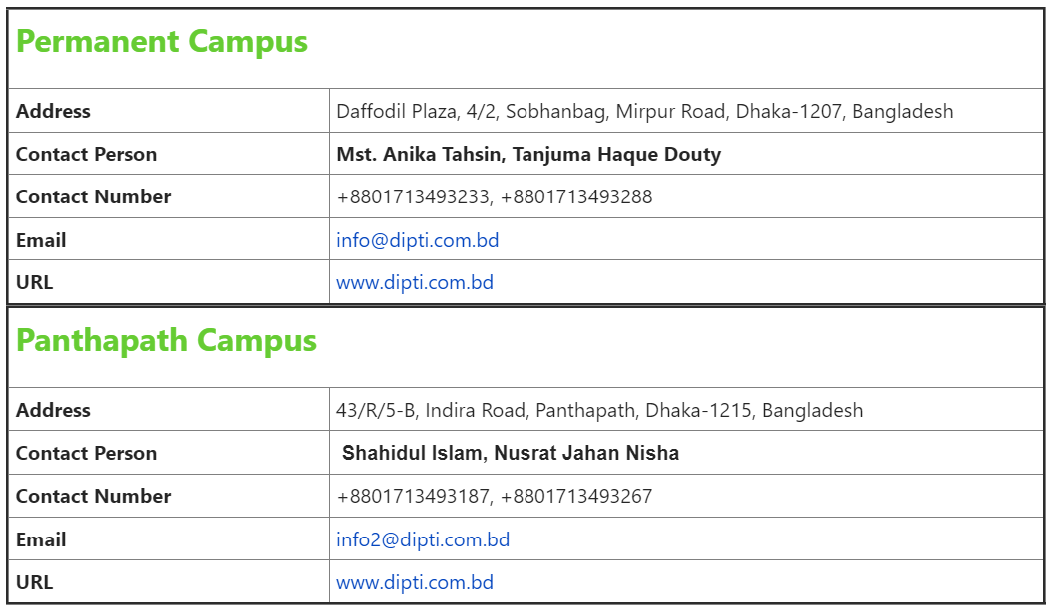 Permanent Campus
Address Daffodil Plaza, 4/2, Sobhanbag, Mirpur Road, Dhaka-1207, Bangladesh
Contact Person Mst. Anika Tahsin, Tanjuma Haque Douty
Contact Number +8801713493233, +8801713493288
Email info@dipti.com.bd
URL www.dipti.com.bd
Panthapath Campus
Address 43/R/5-B, Indira Road, Panthapath, Dhaka-1215, Bangladesh
Contact Person Shahidul Islam, Nusrat Jahan Nisha
Contact Number +8801713493187, +8801713493267
Email info2@dipti.com.bd
URL www.dipti.com.bd